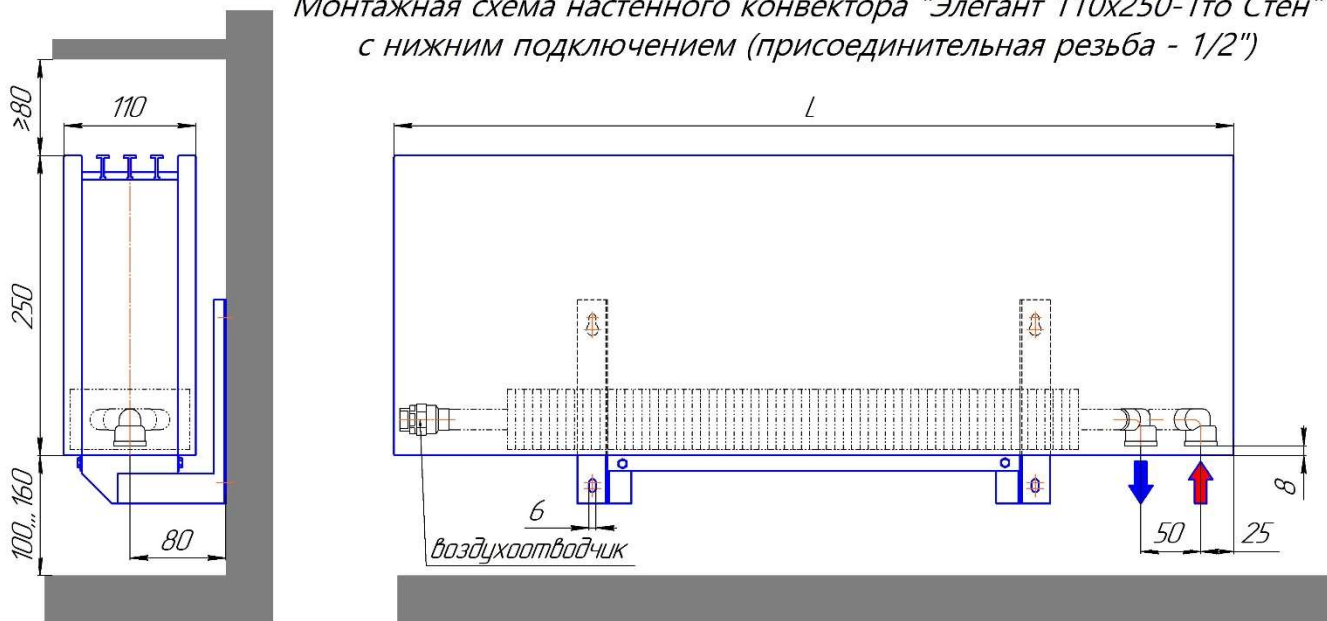 Монтажная схема настенного конвектора "Элегант 110х250-1то Стен"
с нижним подключением (присоединительная резьба - 1/2")
≥80
110
L
250
100...160
80
6
воздухоотводчик
8
50
25